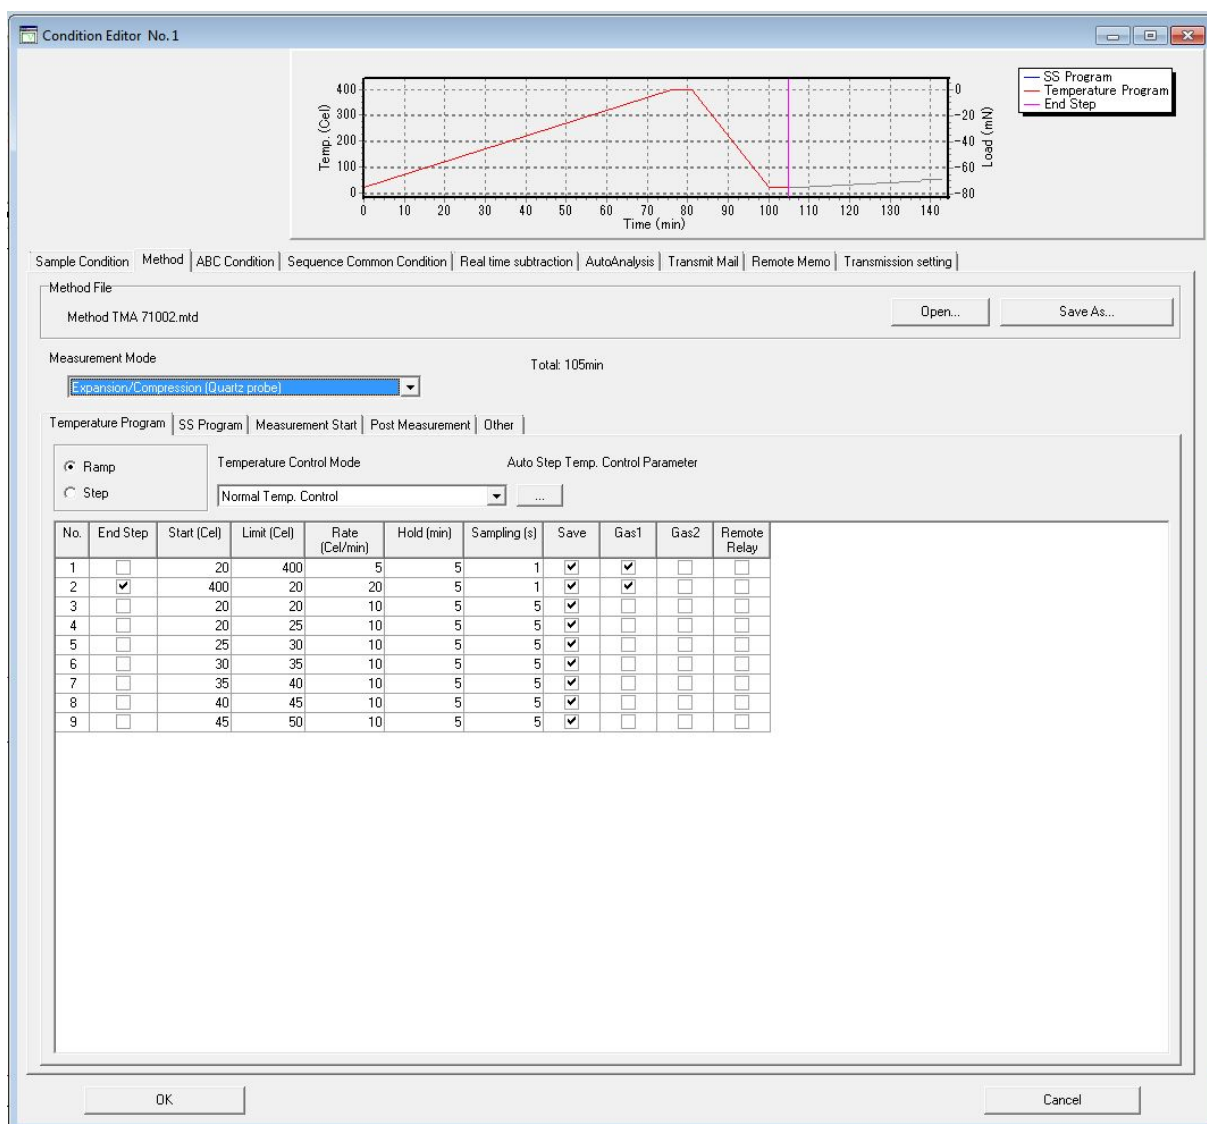 Condition Editor No. 1
SS Program
Temperature Program
End Step
Temp. (Cel)
400
300
200
100
0
0
-20
-40
-60
-80
Load (mN)
0 10 20 30 40 50 60 70 80 90 100 110 120 130 140
Time (min)
Sample Condition Method ABC Condition Sequence Common Condition Real time subtraction AutoAnalysis Transmit Mail Remote Memo Transmission setting
Method File
Method TMA 71002.mtd Open... Save As...
Measurement Mode Total: 105min
Expansion/Compression (Quartz probe)
Temperature Program SS Program Measurement Start Post Measurement Other
Ramp
Step
Temperature Control Mode Auto Step Temp. Control Parameter
Normal Temp. Control ...
No. End Step Start (Cel) Limit (Cel) Rate (Cel/min) Hold (min) Sampling (s) Save Gas1 Gas2 Remote Relay
1 20 400 5 5 1
2 400 20 20 5 1
3 20 20 10 5 5
4 20 25 10 5 5
5 25 30 10 5 5
6 30 35 10 5 5
7 35 40 10 5 5
8 40 45 10 5 5
9 45 50 10 5 5
OK Cancel